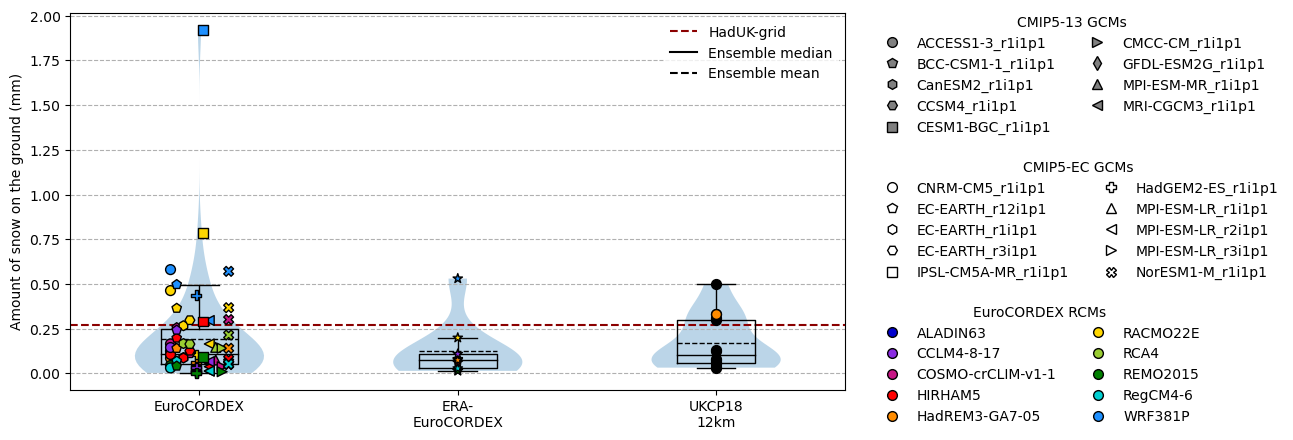 2.00
1.75
1.50
1.25
1.00
0.75
0.50
0.25
0.00
Amount of snow on the ground (mm)
HadUK-grid
Ensemble median
Ensemble mean
EuroCORDEX
ERA-
EuroCORDEX
UKCP18
12km
CMIP5-13 GCMs
ACCESS1-3_r1i1p1
BCC-CSM1-1_r1i1p1
CanESM2_r1i1p1
CCSM4_r1i1p1
CESM1-BGC_r1i1p1
CMCC-CM_r1i1p1
GFDL-ESM2G_r1i1p1
MPI-ESM-MR_r1i1p1
MRI-CGCM3_r1i1p1
CMIP5-EC GCMs
CNRM-CM5_r1i1p1
EC-EARTH_r12i1p1
EC-EARTH_r1i1p1
EC-EARTH_r3i1p1
IPSL-CM5A-MR_r1i1p1
HadGEM2-ES_r1i1p1
MPI-ESM-LR_r1i1p1
MPI-ESM-LR_r2i1p1
MPI-ESM-LR_r3i1p1
NorESM1-M_r1i1p1
EuroCORDEX RCMs
ALADIN63
CCLM4-8-17
COSMO-crCLIM-v1-1
HIRHAM5
HadREM3-GA7-05
RACMO22E
RCA4
REMO2015
RegCM4-6
WRF381P